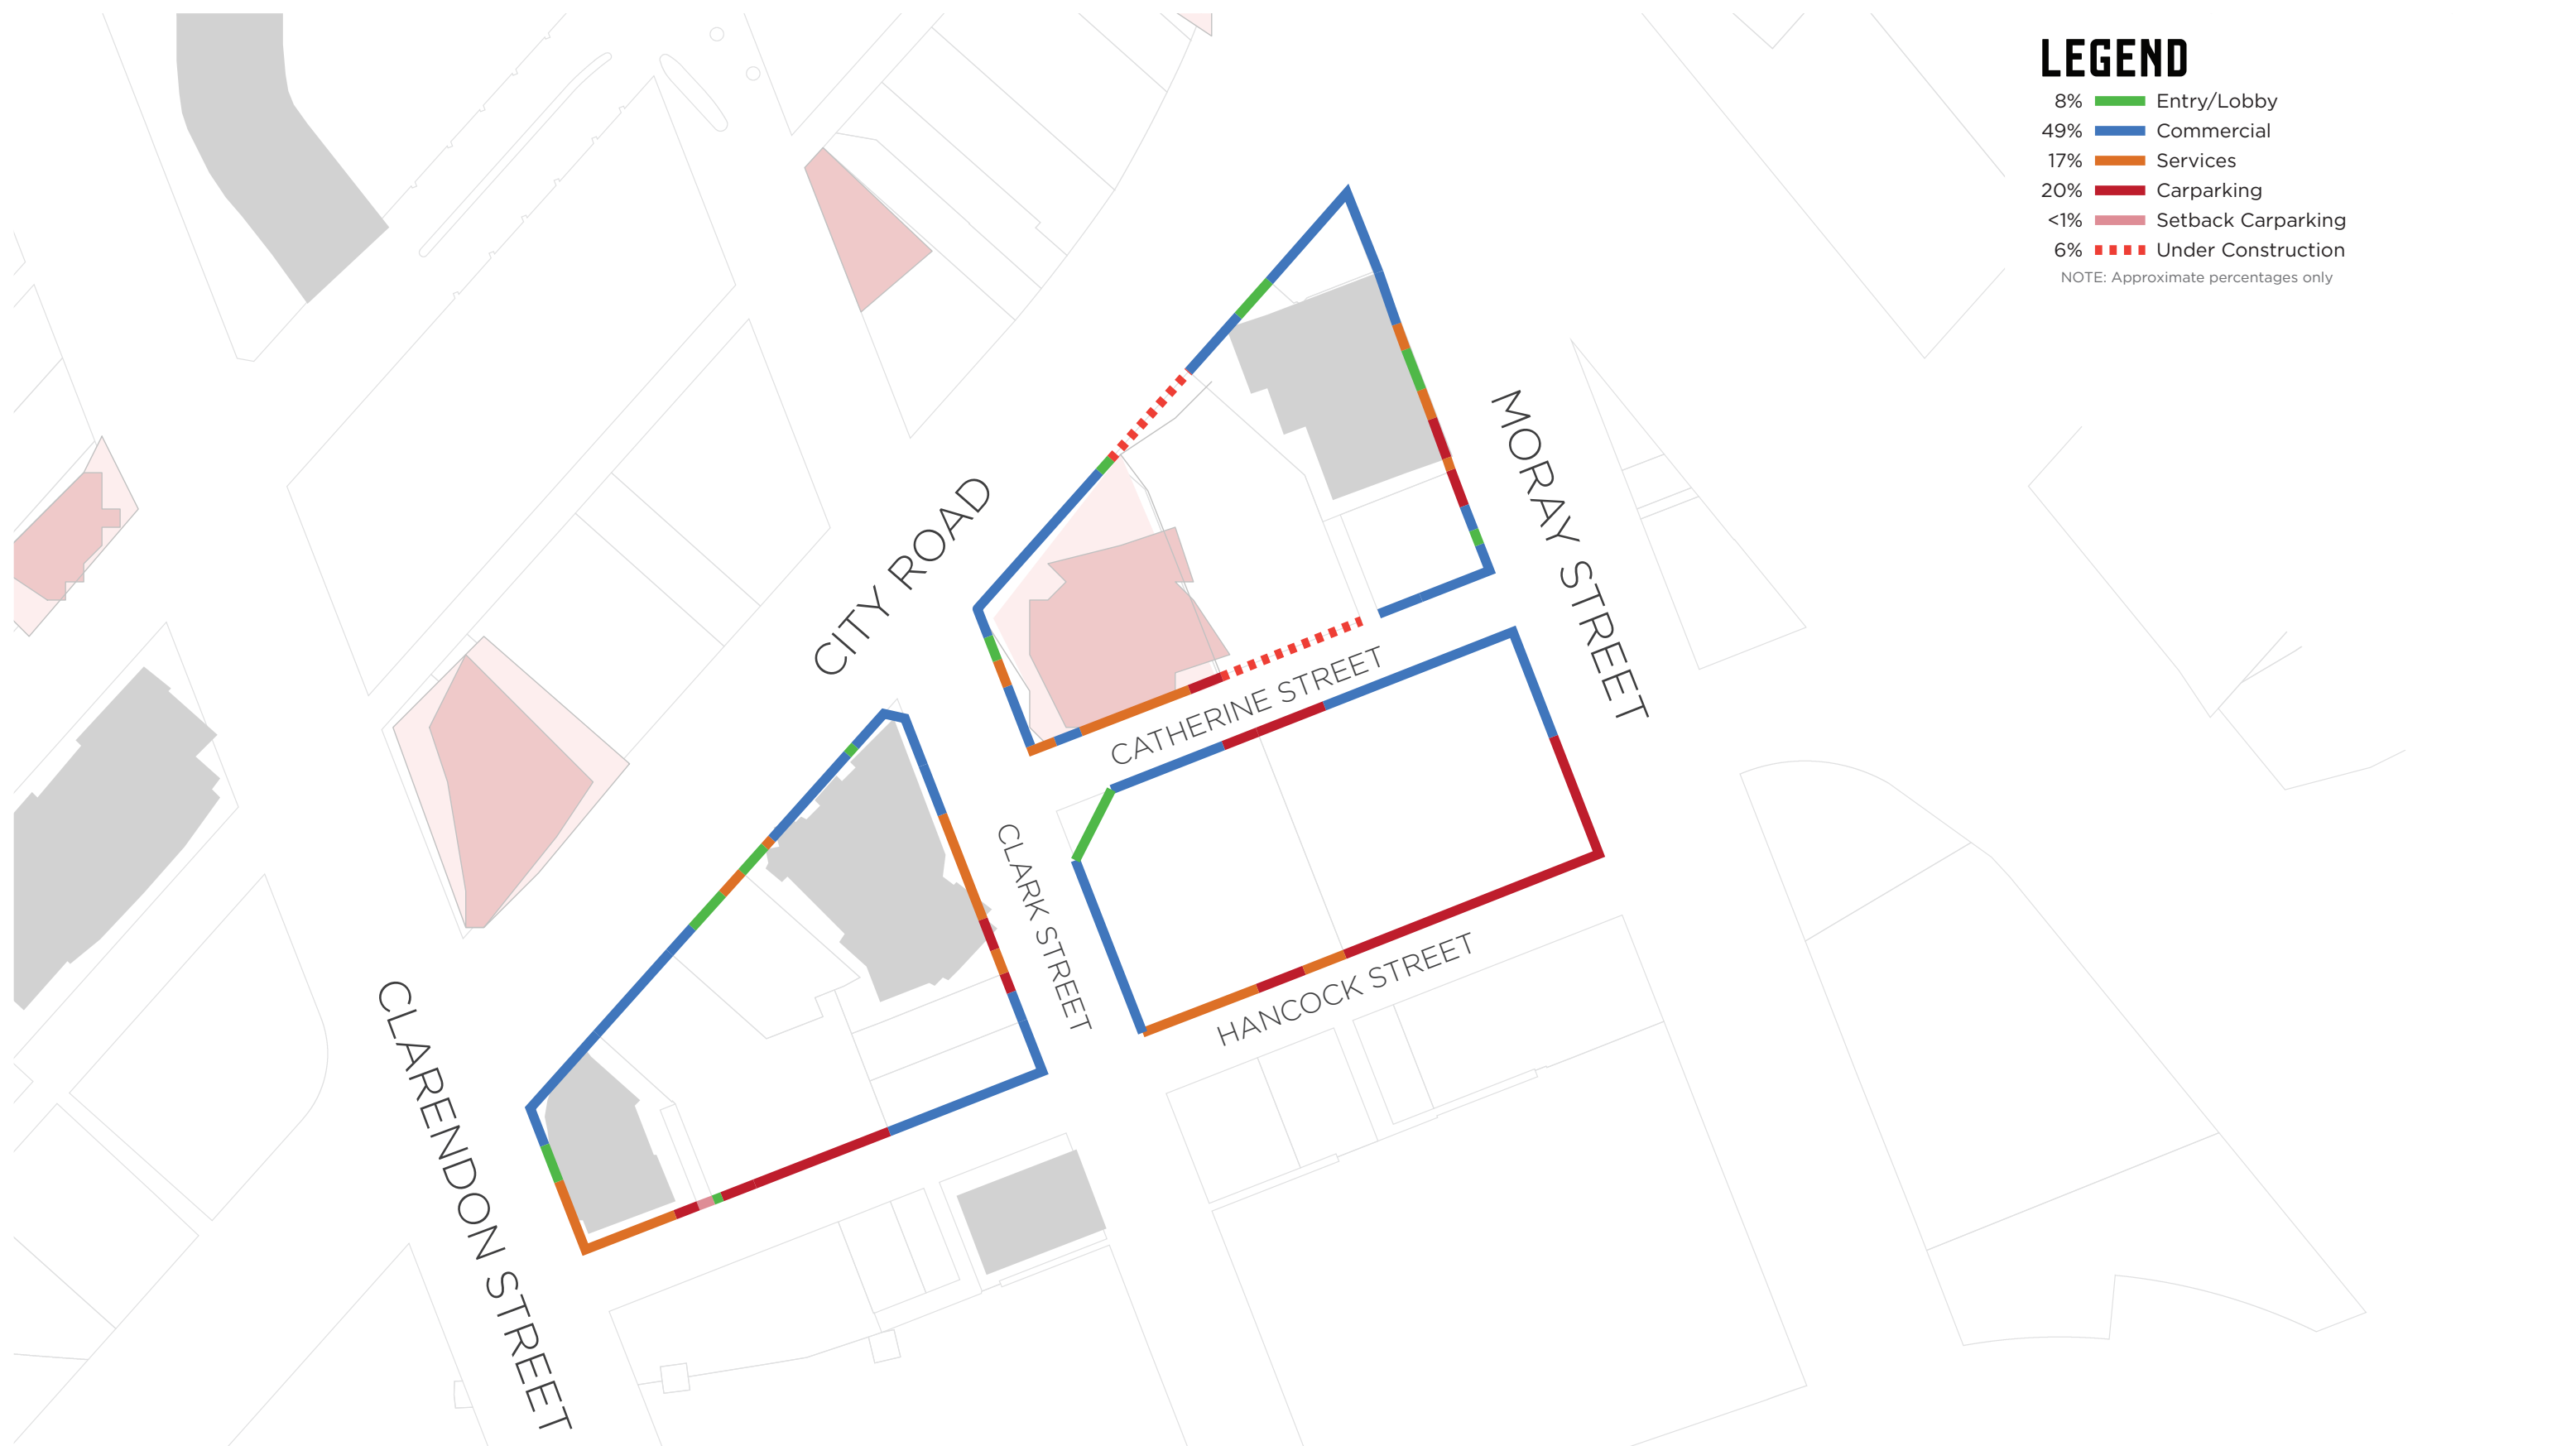 LEGEND
8% Entry/Lobby
49% Commercial
17% Services
20% Carparking
<1% Setback Carparking
6% Under Construction
NOTE: Approximate percentages only
MORAY STREET
CITY ROAD
CATHERINE STREET
CLARK STREET
HANCOCK STREET
CLARENDON STREET